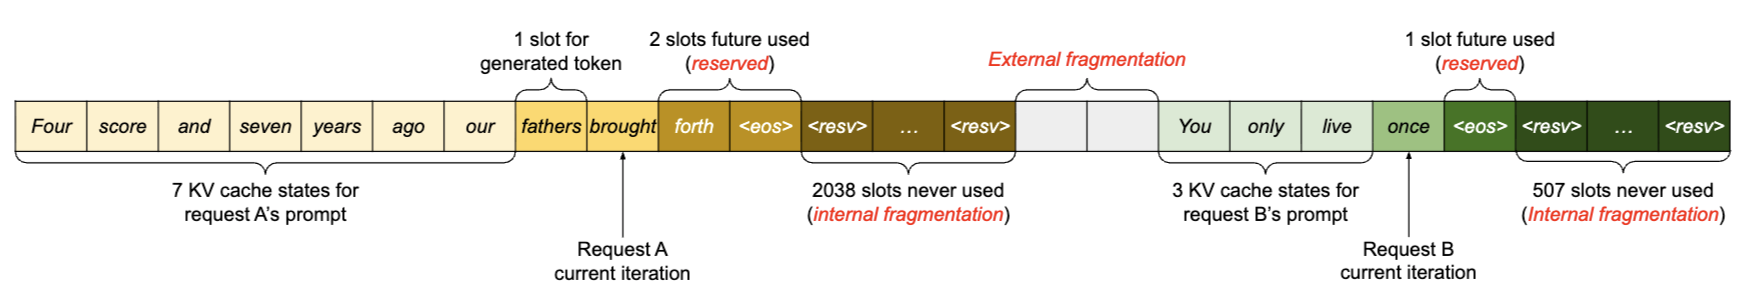 1 slot for
generated token
2 slots future used
(reserved)
External fragmentation
1 slot future used
(reserved)
Four score and seven years ago our fathers brought forth <eos> <resv> ... <resv> You only live once <eos> <resv> ... <resv>
7 KV cache states for
request A's prompt
2038 slots never used
(internal fragmentation)
3 KV cache states for
request B's prompt
507 slots never used
(Internal fragmentation)
Request A
current iteration
Request B
current iteration